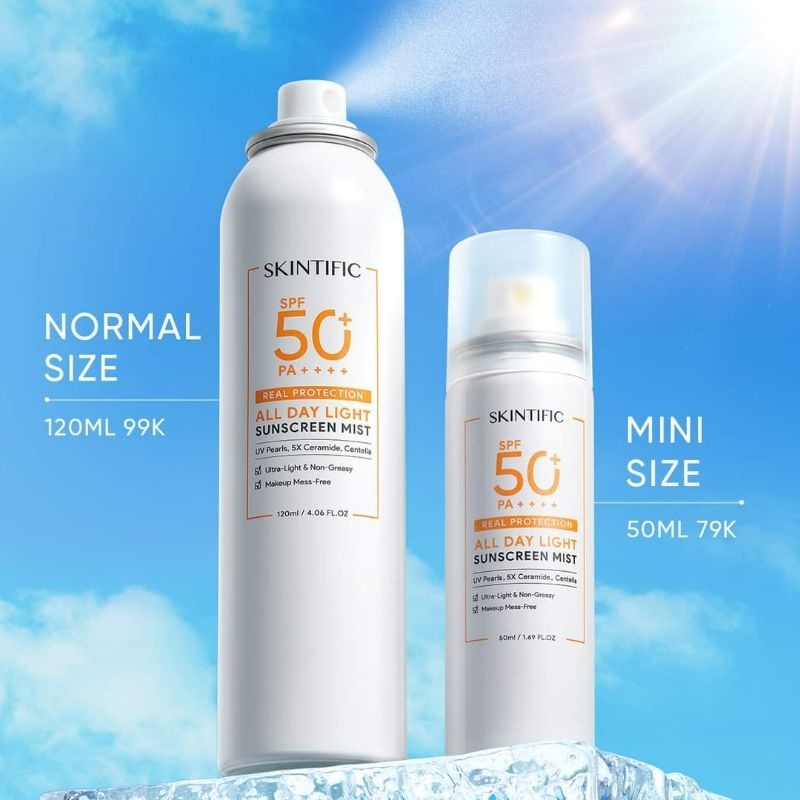 NORMAL
SIZE
120ML 99K
SKINTIFIC
SPF
50+
PA++++
REAL PROTECTION
ALL DAY LIGHT
SUNSCREEN MIST
UV Pearls, 5X Ceramide, Centella
Ultra-Light & Non-Greasy
Makeup Mess-Free
120ml / 4.06 FL.OZ
SKINTIFIC
SPF
50+
PA++++
REAL PROTECTION
ALL DAY LIGHT
SUNSCREEN MIST
UV Pearls, 5X Ceramide, Centella
Ultra-Light & Non-Greasy
Makeup Mess-Free
50ml / 1.69 FL.OZ
MINI
SIZE
50ML 79K